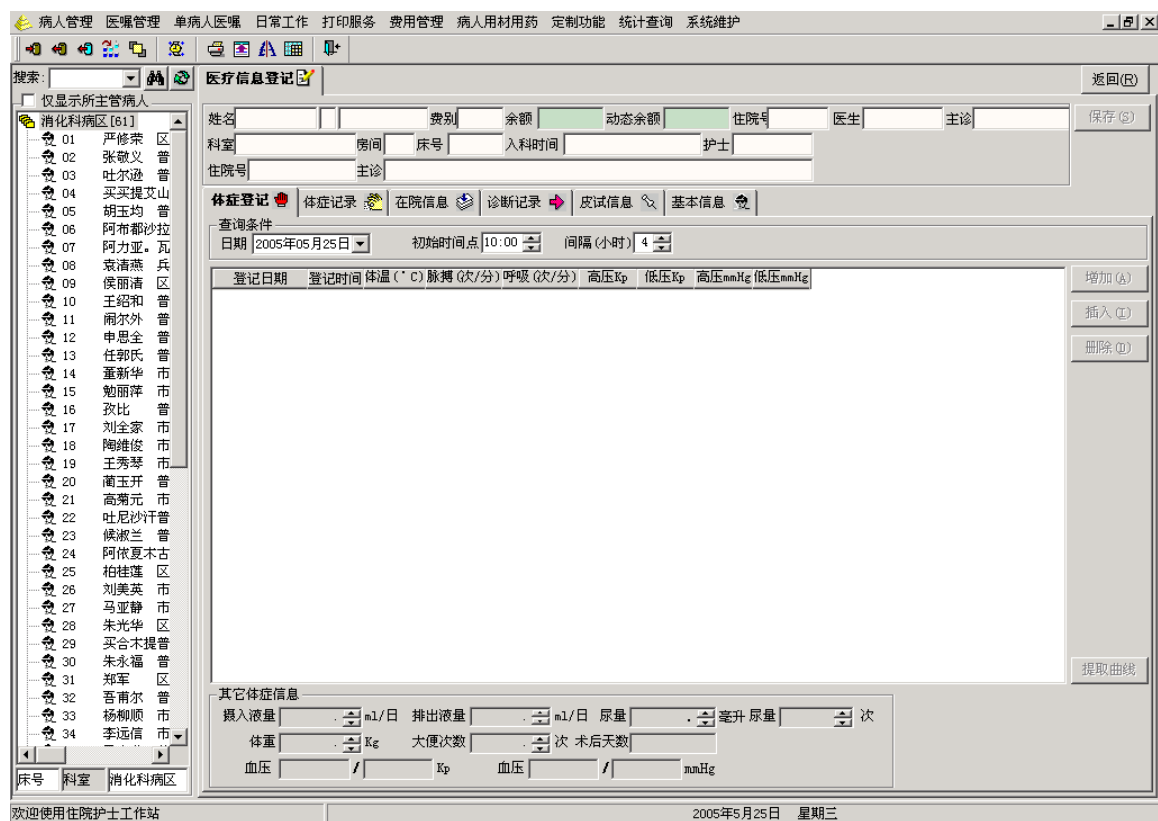 病人管理 医嘱管理 单病人医嘱 日常工作 打印服务 费用管理 病人用材用药 定制功能 统计查询 系统维护
搜索:
医疗信息登记
返回(R)
仅显示所主管病人
消化科病区[61]
01 严修荣 区
02 张敬义 普
03 吐尔逊 普
04 买买提艾山
05 胡玉均 普
06 阿布都沙拉
07 阿力亚。瓦
08 袁清燕 兵
09 侯丽清 区
10 王绍和 普
11 闹尔外 普
12 申思全 普
13 任郭氏 普
14 董新华 市
15 勉丽萍 市
16 孜比 普
17 刘全家 市
18 陶维俊 市
19 王秀琴 市
20 蔺玉开 普
21 高菊元 市
22 吐尼沙汗普
23 候淑兰 普
24 阿依夏木古
25 柏桂莲 区
26 刘美英 市
27 马亚静 市
28 朱光华 区
29 买合木提普
30 朱永福 普
31 郑军 区
32 吾甫尔 普
33 杨柳顺 市
34 李远信 市
床号 科室 消化科病区
姓名 费别 余额 动态余额 住院号 医生 主诊
保存(S)
科室 房间 床号 入科时间 护士
住院号 主诊
体症登记 体症记录 在院信息 诊断记录 皮试信息 基本信息
查询条件
日期 2005年05月25日 初始时间点 10:00 间隔(小时) 4
登记日期 登记时间 体温(°C) 脉搏(次/分) 呼吸(次/分) 高压Kp 低压Kp 高压mmHg 低压mmHg
增加(A)
插入(I)
删除(D)
提取曲线
其它体症信息
摄入液量 . ml/日 排出液量 . ml/日 尿量 . 毫升 尿量 次
体重 . Kg 大便次数 . 次 术后天数
血压 / Kp 血压 / mmHg
欢迎使用住院护士工作站 2005年5月25日 星期三